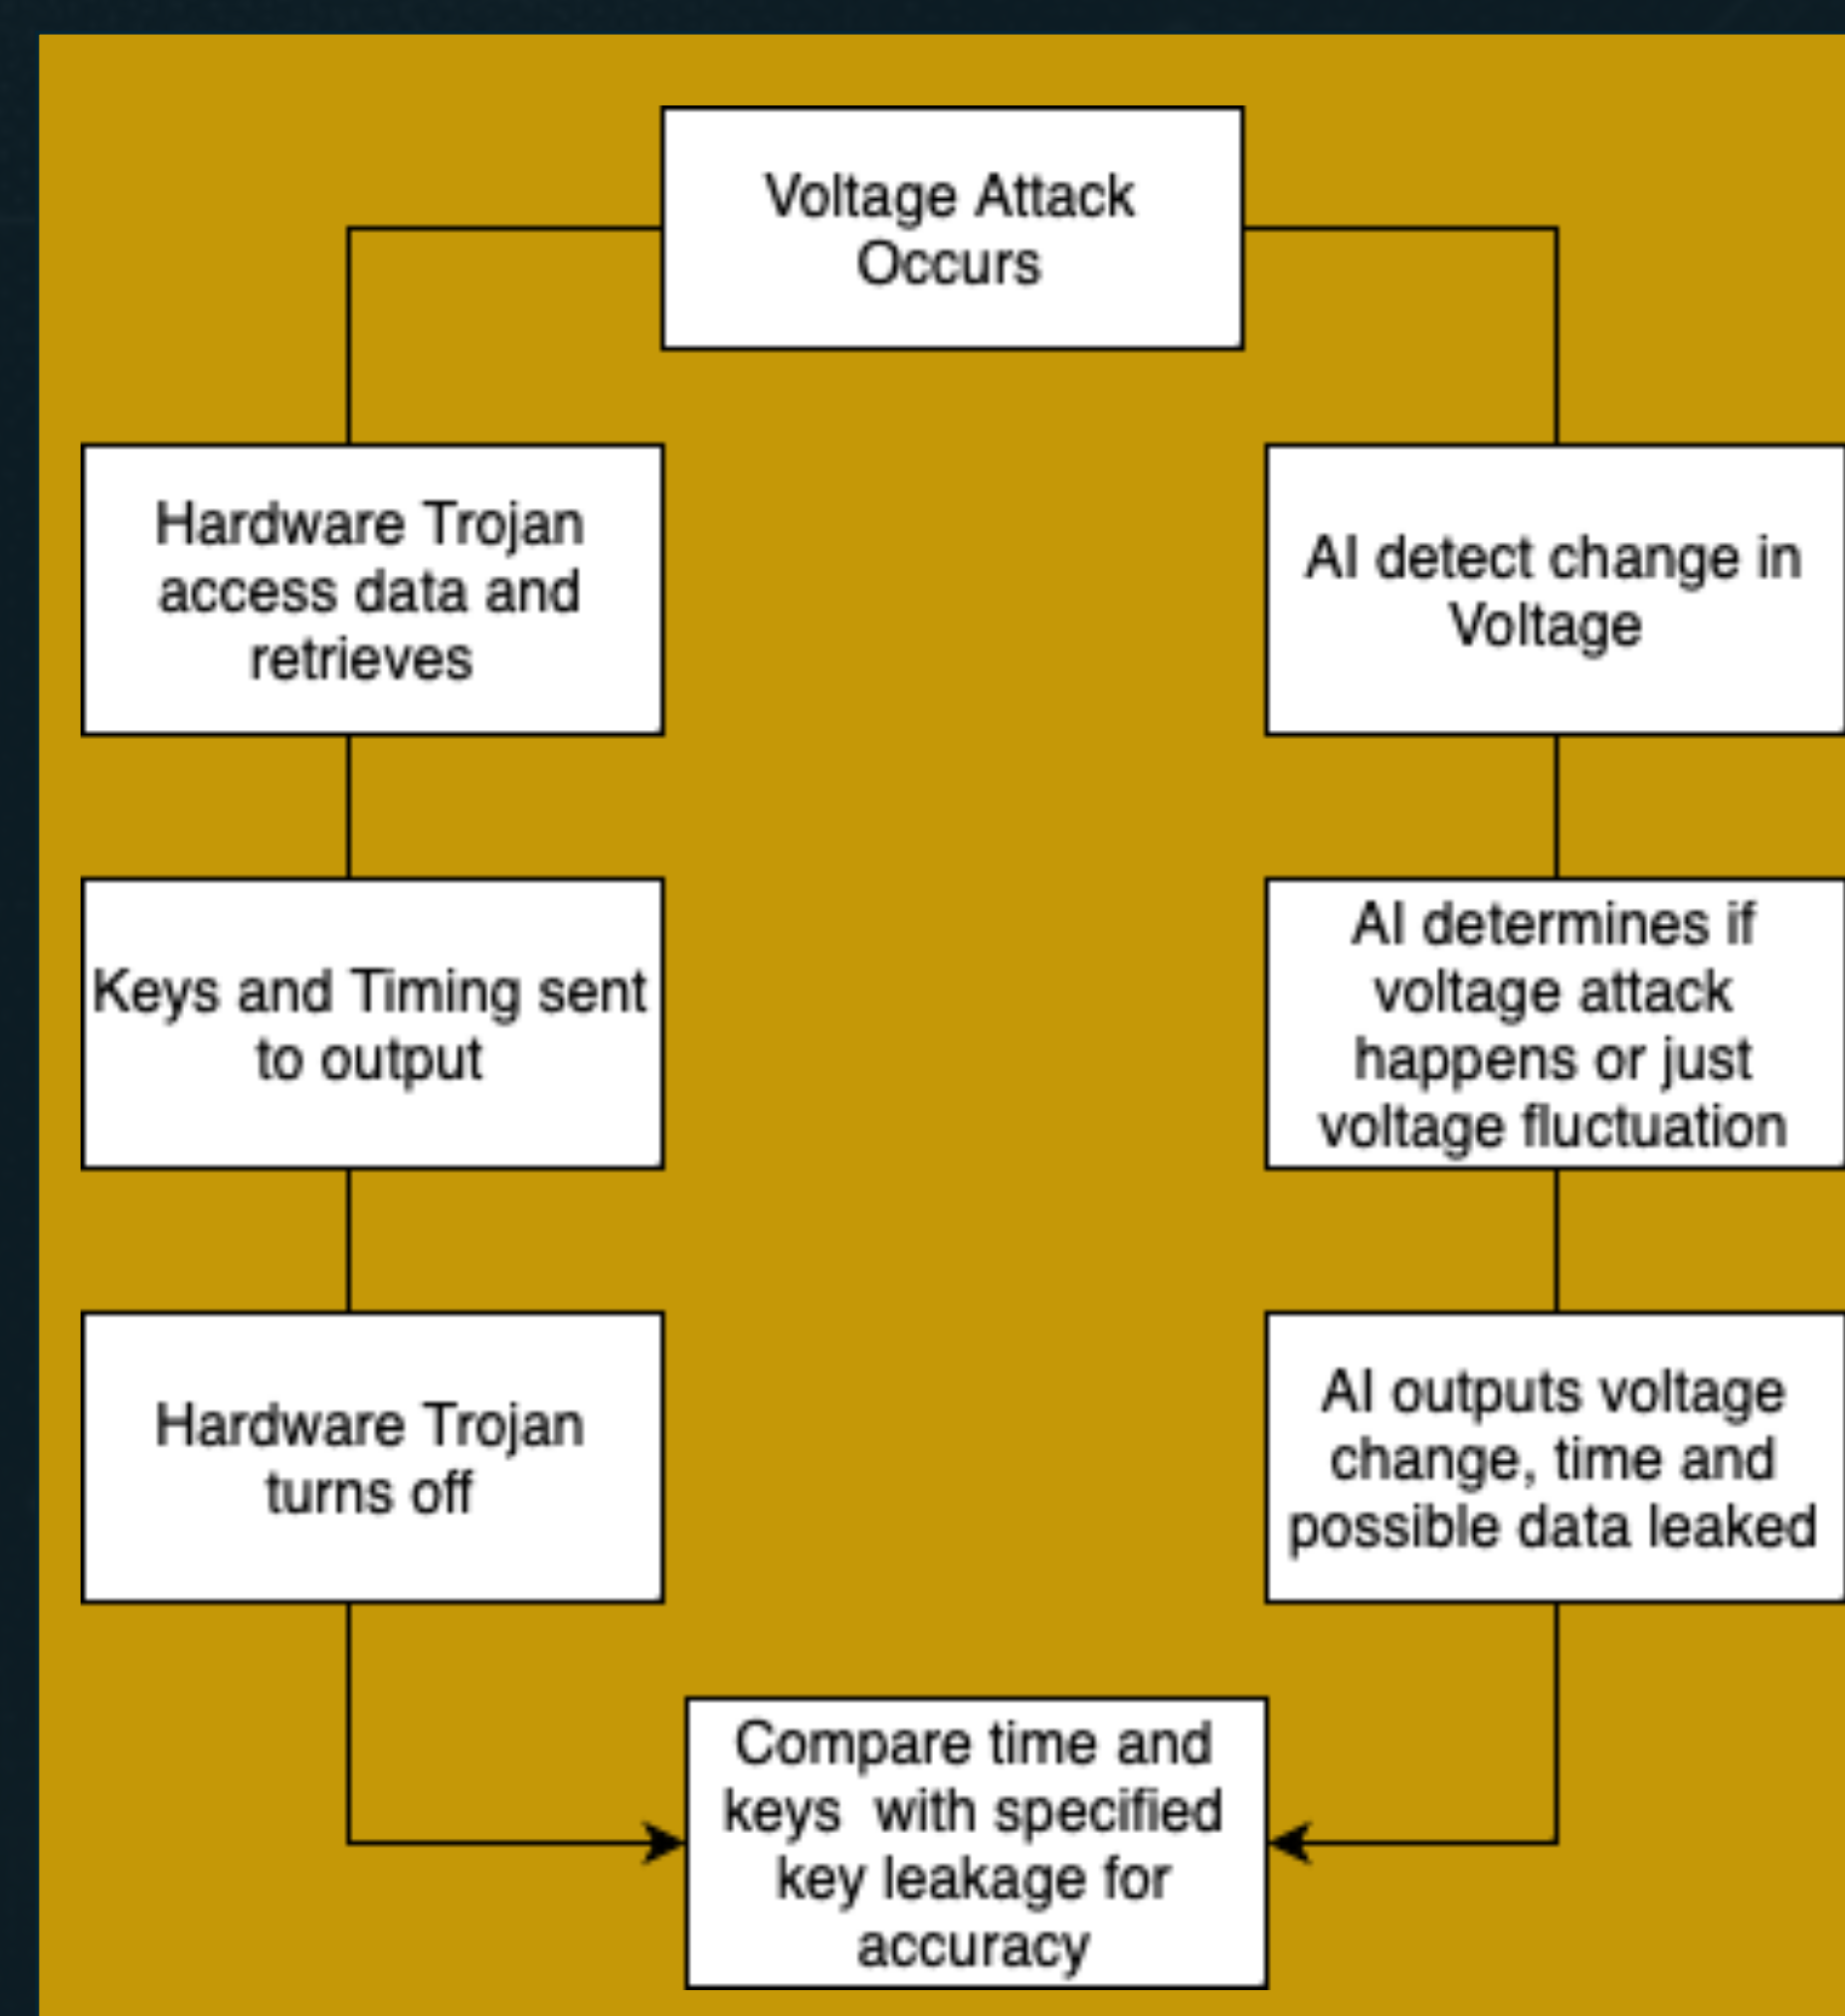 Voltage Attack
Occurs
Hardware Trojan
access data and
retrieves
AI detect change in
Voltage
Keys and Timing sent
to output
AI determines if
voltage attack
happens or just
voltage fluctuation
Hardware Trojan
turns off
AI outputs voltage
change, time and
possible data leaked
Compare time and
keys  with specified
key leakage for
accuracy